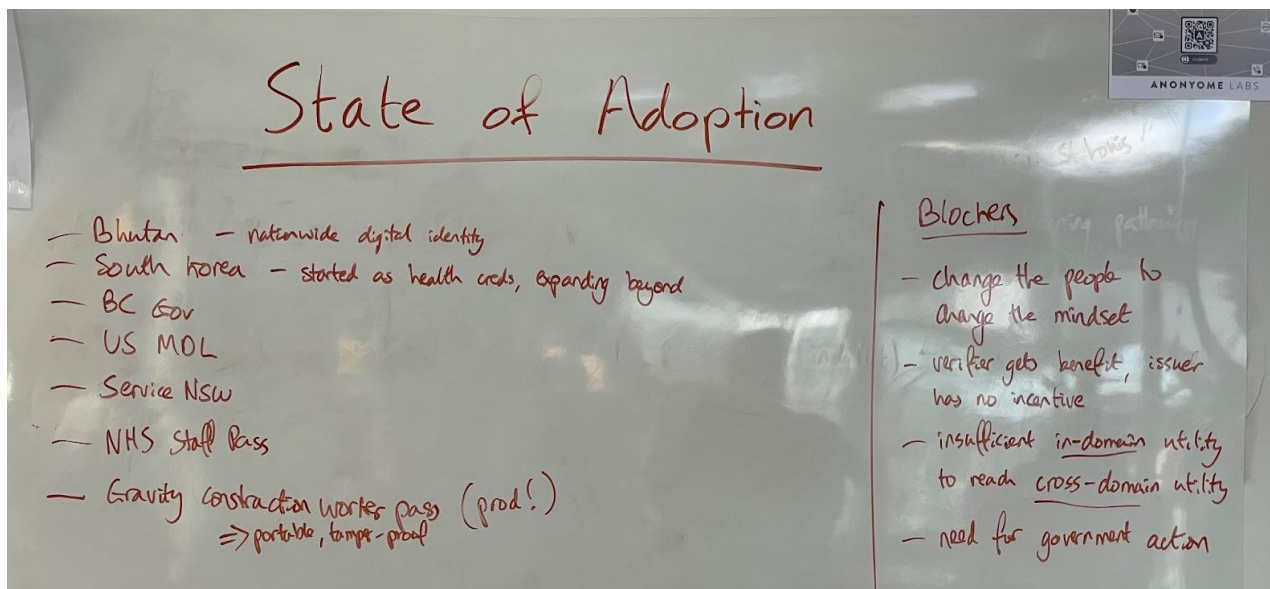 State of Adoption
— Bhutan — nationwide digital identity
— South Korea — started as health creds, expanding beyond
— BC Gov
— US MDL
— Service NSW
— NHS Staff Pass
— Gravity construction worker pass (prod!)
⇒ portable, tamper-proof
Blockers
— change the people to
change the mindset
— verifier gets benefit, issuer
has no incentive
— insufficient in-domain utility
to reach cross-domain utility
— need for government action
ANONYOME LABS